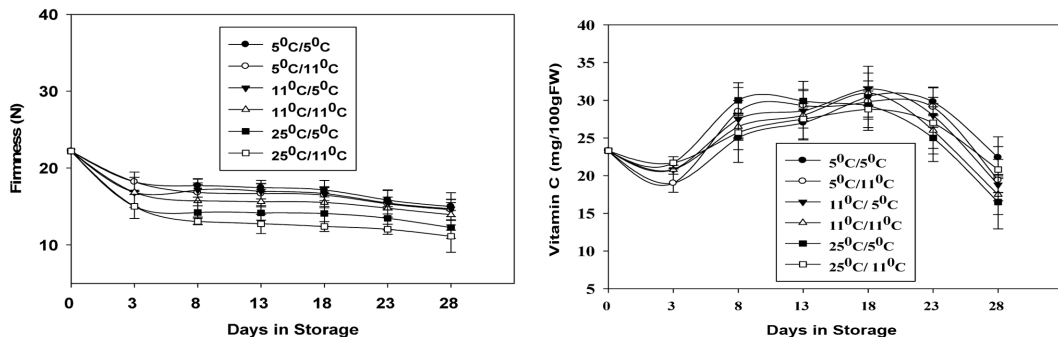 40
30
20
10
Firmness (N)
5⁰C/5⁰C
5⁰C/11⁰C
11⁰C/5⁰C
11⁰C/11⁰C
25⁰C/5⁰C
25⁰C/11⁰C
0 3 8 13 18 23 28
Days in Storage
40
35
30
25
20
15
10
5
0
Vitamin C (mg/100gFW)
5⁰C/5⁰C
5⁰C/11⁰C
11⁰C/ 5⁰C
11⁰C/11⁰C
25⁰C/5⁰C
25⁰C/ 11⁰C
0 3 8 13 18 23 28
Days in Storage